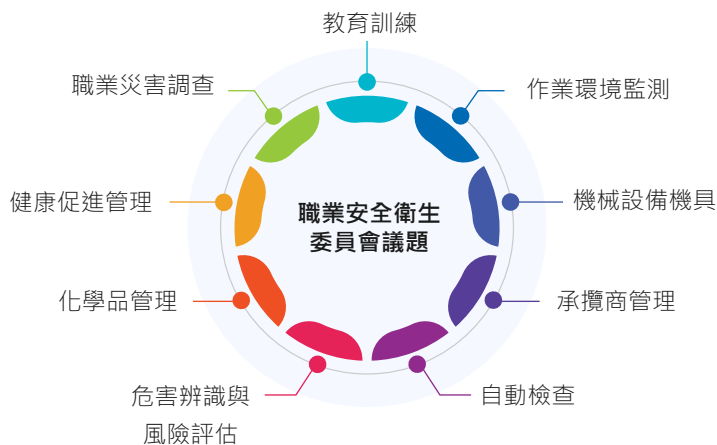 教育訓練
職業災害調查
作業環境監測
健康促進管理
機械設備機具
職業安全衛生
委員會議題
化學品管理
承攬商管理
危害辨識與
風險評估
自動檢查